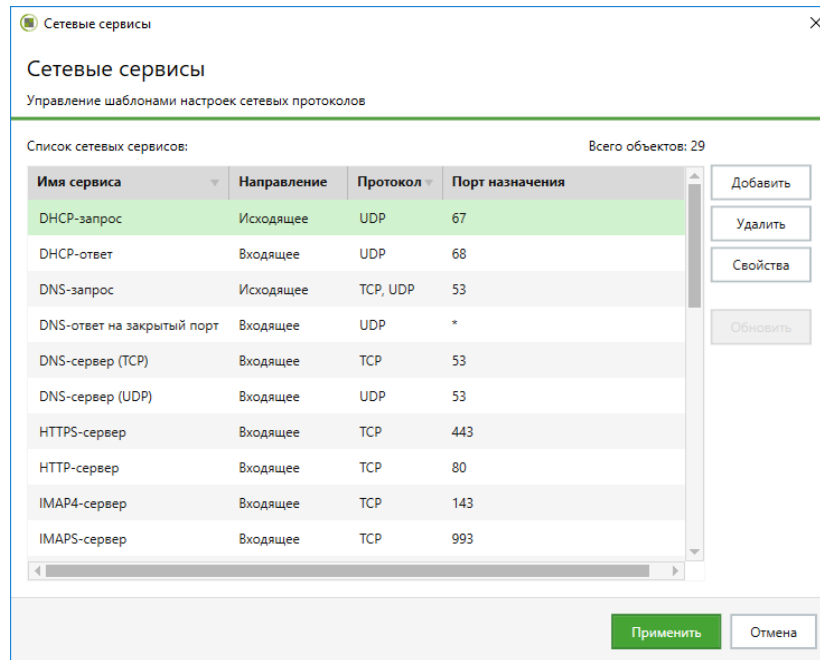 Сетевые сервисы
Сетевые сервисы
Управление шаблонами настроек сетевых протоколов
Список сетевых сервисов: Всего объектов: 29
Имя сервиса Направление Протокол Порт назначения
DHCP-запрос Исходящее UDP 67
DHCP-ответ Входящее UDP 68
DNS-запрос Исходящее TCP, UDP 53
DNS-ответ на закрытый порт Входящее UDP *
DNS-сервер (TCP) Входящее TCP 53
DNS-сервер (UDP) Входящее UDP 53
HTTPS-сервер Входящее TCP 443
HTTP-сервер Входящее TCP 80
IMAP4-сервер Входящее TCP 143
IMAPS-сервер Входящее TCP 993
Добавить
Удалить
Свойства
Обновить
Применить Отмена